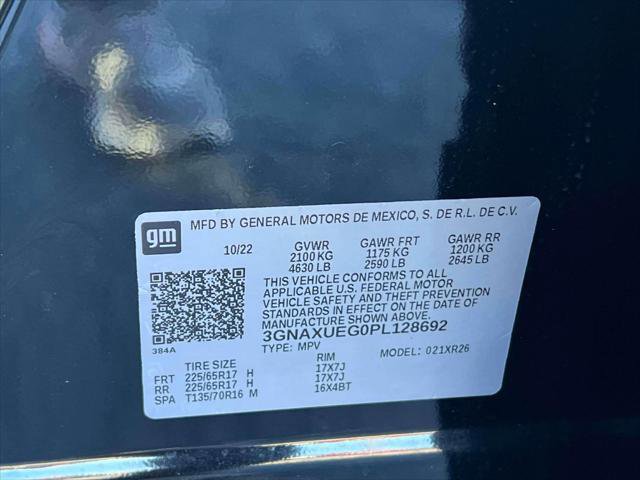 MFD BY GENERAL MOTORS DE MEXICO, S. DE R.L. DE C.V.
gm
10/22 GVWR GAWR FRT GAWR RR
2100 KG 1175 KG 1200 KG
4630 LB 2590 LB 2645 LB
THIS VEHICLE CONFORMS TO ALL
APPLICABLE U.S. FEDERAL MOTOR
VEHICLE SAFETY AND THEFT PREVENTION
STANDARDS IN EFFECT ON THE DATE OF
MANUFACTURE SHOWN ABOVE.
3GNAXUEG0PL128692
384A
TYPE: MPV MODEL: 021XR26
TIRE SIZE RIM
FRT 225/65R17 H 17X7J
RR 225/65R17 H 17X7J
SPA T135/70R16 M 16X4BT